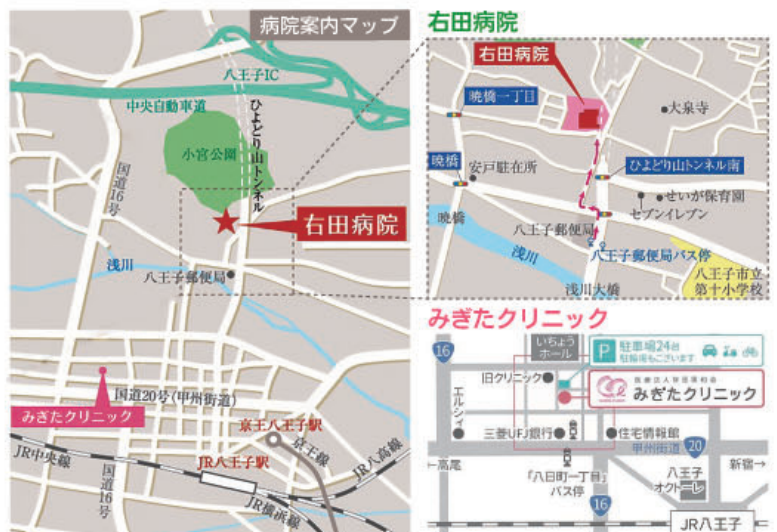 病院案内マップ
八王子IC
中央自動車道
ひよどり山トンネル
小宮公園
国道16号
右田病院
浅川
八王子郵便局
国道20号(甲州街道)
みぎたクリニック
京王八王子駅
京王線
JR八高線
JR中央線
JR八王子駅
国道16号
JR横浜線
右田病院
右田病院
暁橋一丁目
大泉寺
暁橋
安戸駐在所
ひよどり山トンネル南
せいが保育園
セブンイレブン
暁橋
八王子郵便局
浅川
八王子郵便局バス停
浅川大橋
八王子市立
第十小学校
みぎたクリニック
16
いちょう
ホール
P
駐車場24台
駐輪場もございます
旧クリニック
みぎたクリニック
エルシィ
三菱UFJ銀行
住宅情報館
甲州街道
20
←高尾
「八日町一丁目」
バス停
八王子
オクトーレ
新宿→
16
JR八王子